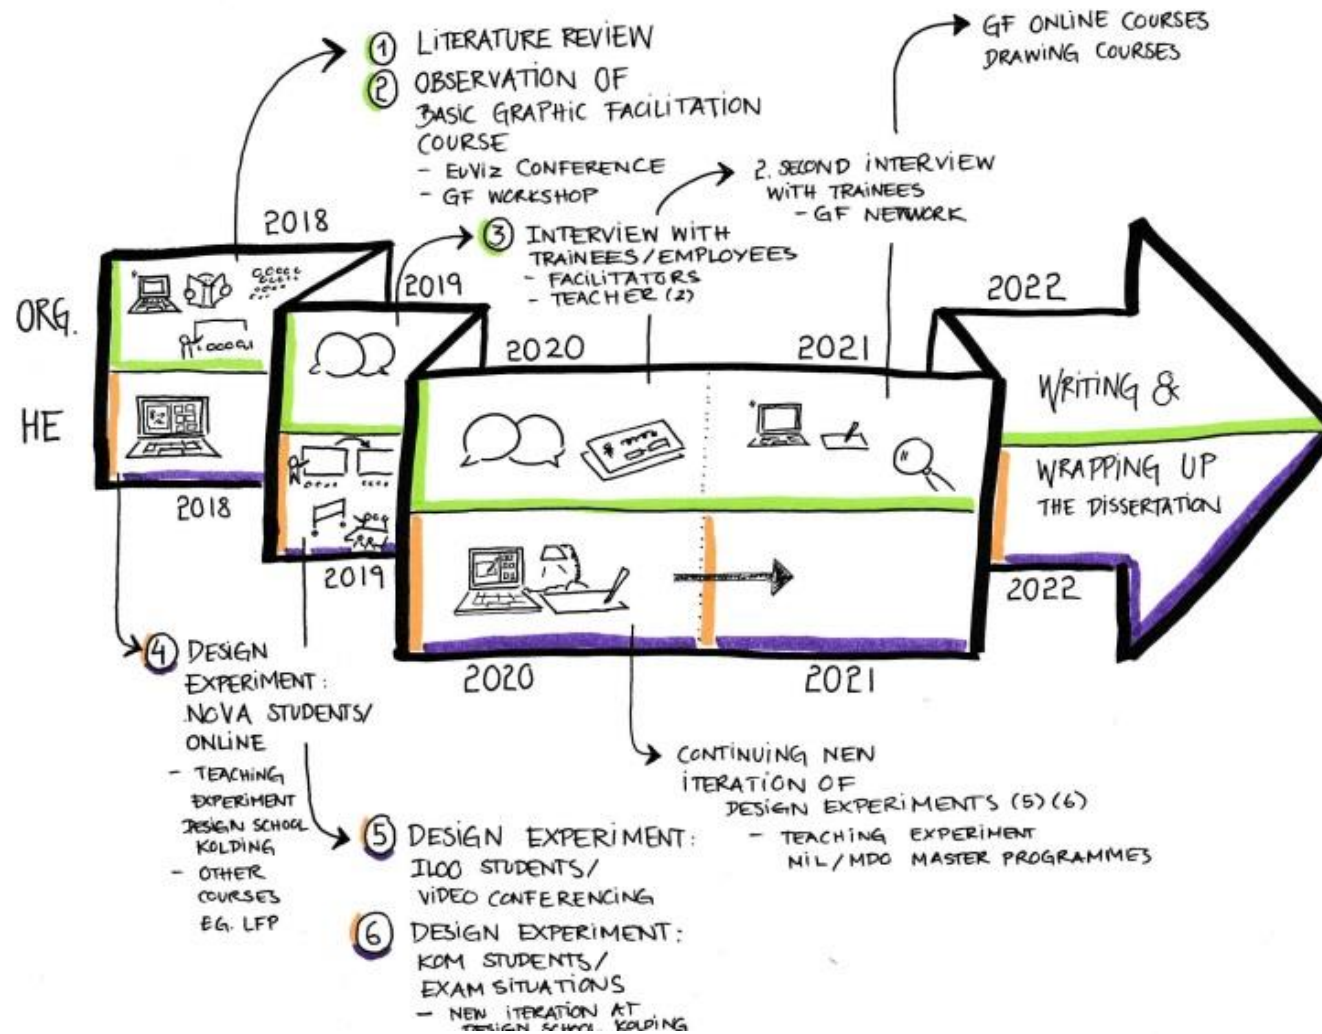 1 LITERATURE REVIEW
2 OBSERVATION OF
BASIC GRAPHIC FACILITATION
COURSE
- EUVIZ CONFERENCE
- GF WORKSHOP
GF ONLINE COURSES
DRAWING COURSES
2. SECOND INTERVIEW
WITH TRAINEES
- GF NETWORK
3 INTERVIEW WITH
TRAINEES/EMPLOYEES
- FACILITATORS
- TEACHER (2)
2018
2019
2020
2021
2022
ORG.
HE
WRITING &
WRAPPING UP
THE DISSERTATION
2018
2019
2020
2021
2022
4 DESIGN
EXPERIMENT:
NOVA STUDENTS/
ONLINE
- TEACHING
EXPERIMENT
DESIGN SCHOOL
KOLDING
- OTHER
COURSES
EG. LFP
5 DESIGN EXPERIMENT:
ILOO STUDENTS/
VIDEO CONFERENCING
6 DESIGN EXPERIMENT:
KOM STUDENTS/
EXAM SITUATIONS
- NEW ITERATION AT
DESIGN SCHOOL KOLDING
CONTINUING NEW
ITERATION OF
DESIGN EXPERIMENTS (5) (6)
- TEACHING EXPERIMENT
MIL/MDO MASTER PROGRAMMES